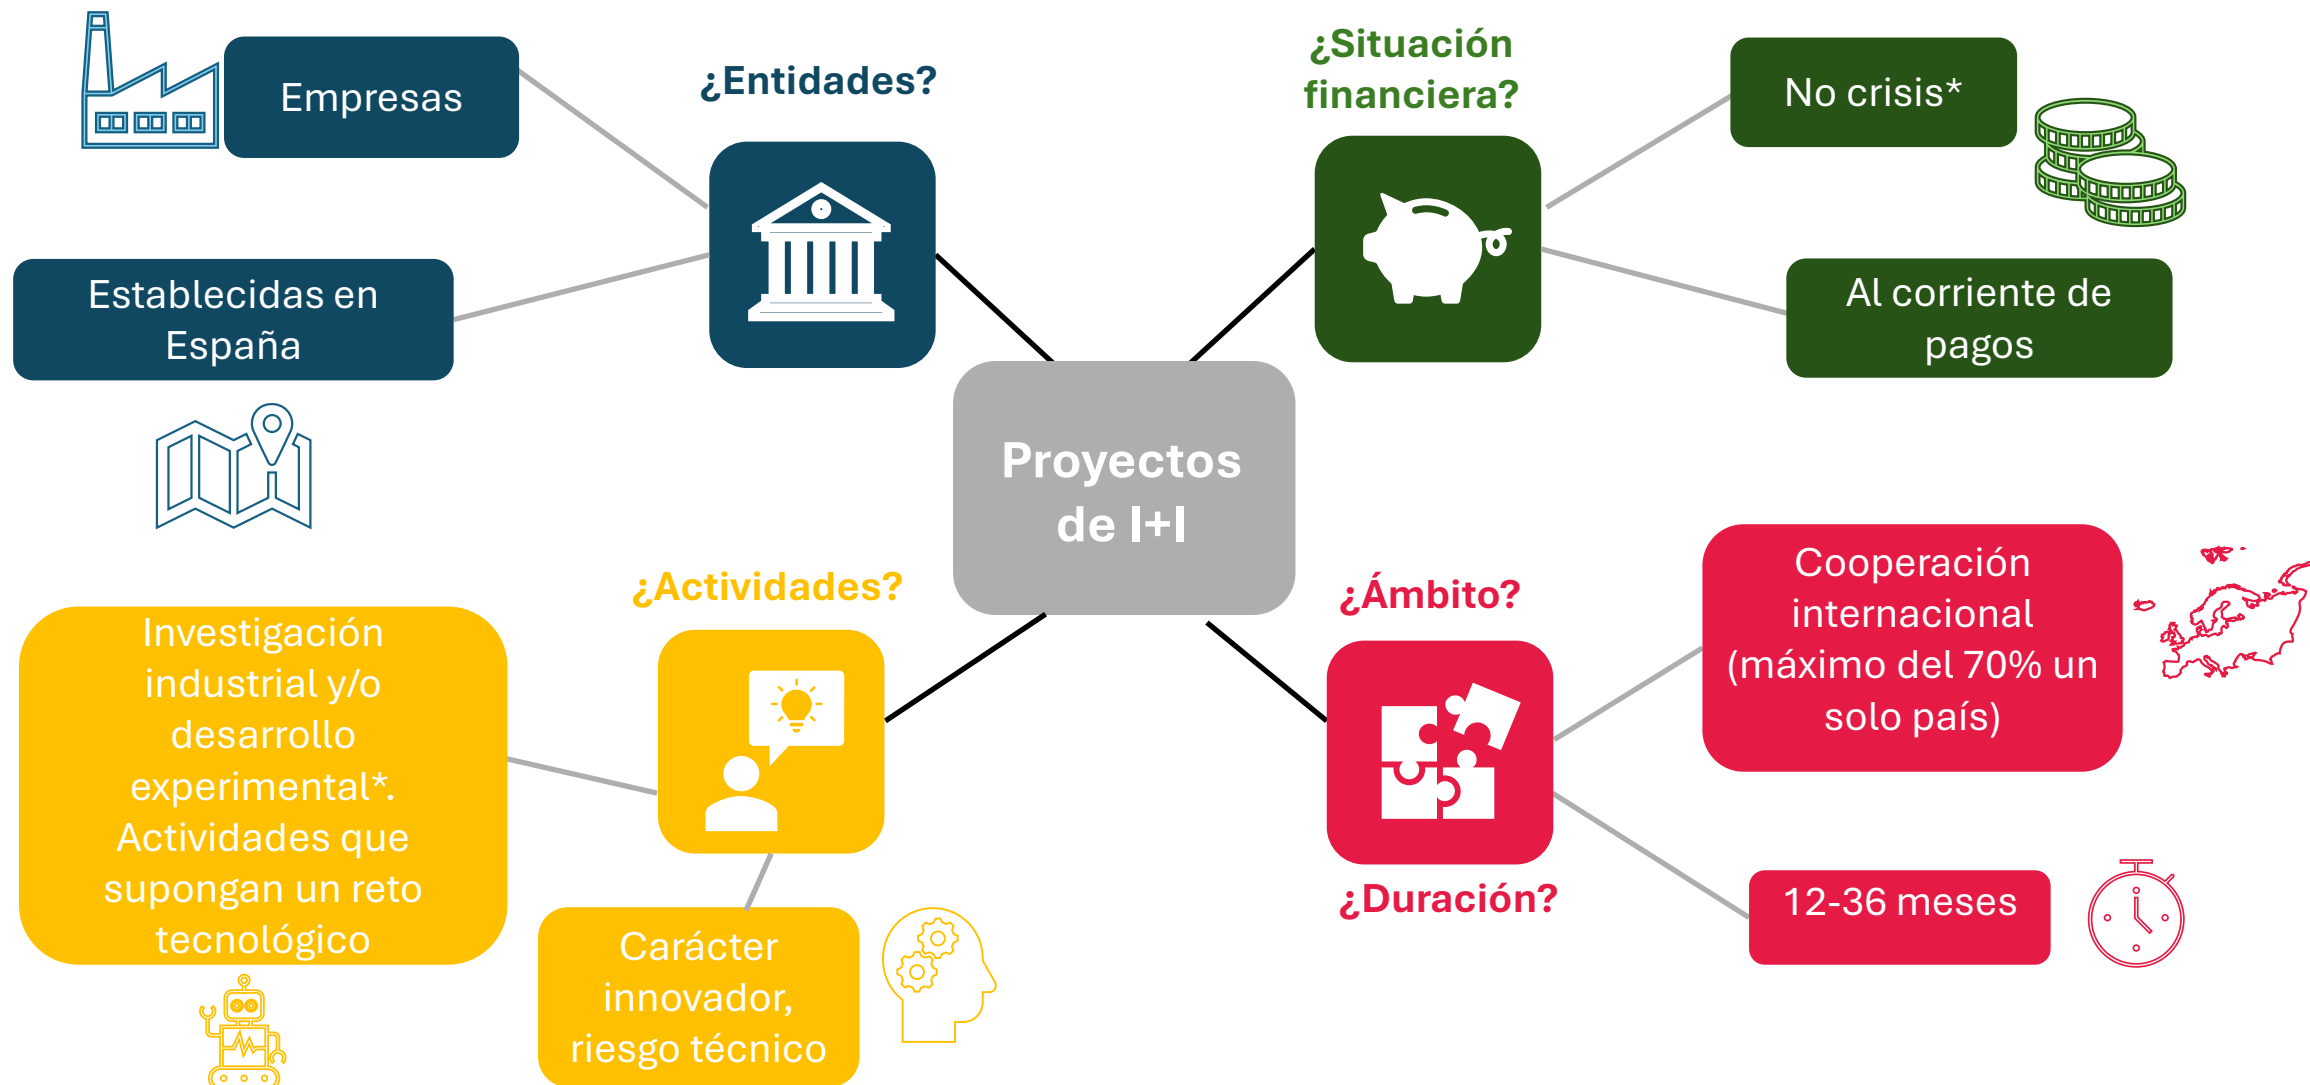 ¿Entidades?
Empresas
Establecidas en
España
¿Situación
financiera?
No crisis*
Al corriente de
pagos
Proyectos
de I+I
¿Actividades?
Investigación
industrial y/o
desarrollo
experimental*.
Actividades que
supongan un reto
tecnológico
Carácter
innovador,
riesgo técnico
¿Ámbito?
Cooperación
internacional
(máximo del 70% un
solo país)
¿Duración?
12-36 meses